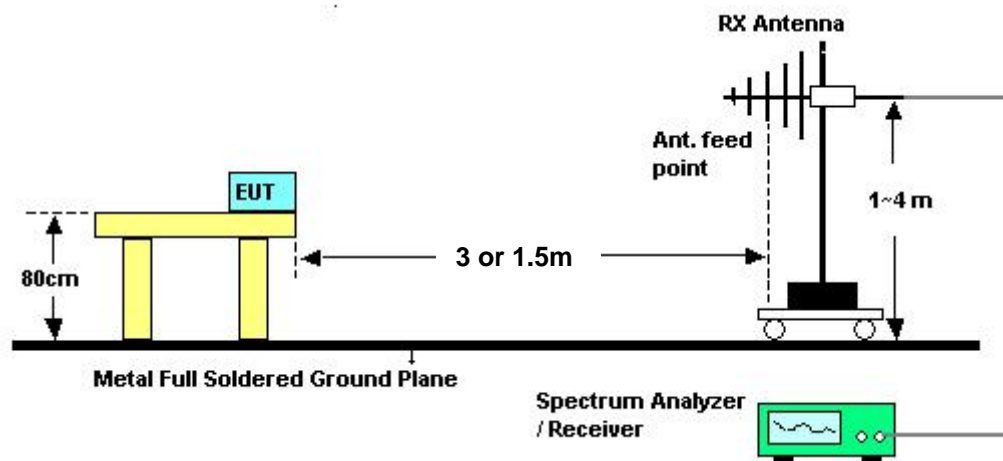 RX Antenna
Ant. feed
point
EUT
1~4 m
3 or 1.5m
80cm
Metal Full Soldered Ground Plane
Spectrum Analyzer
/ Receiver